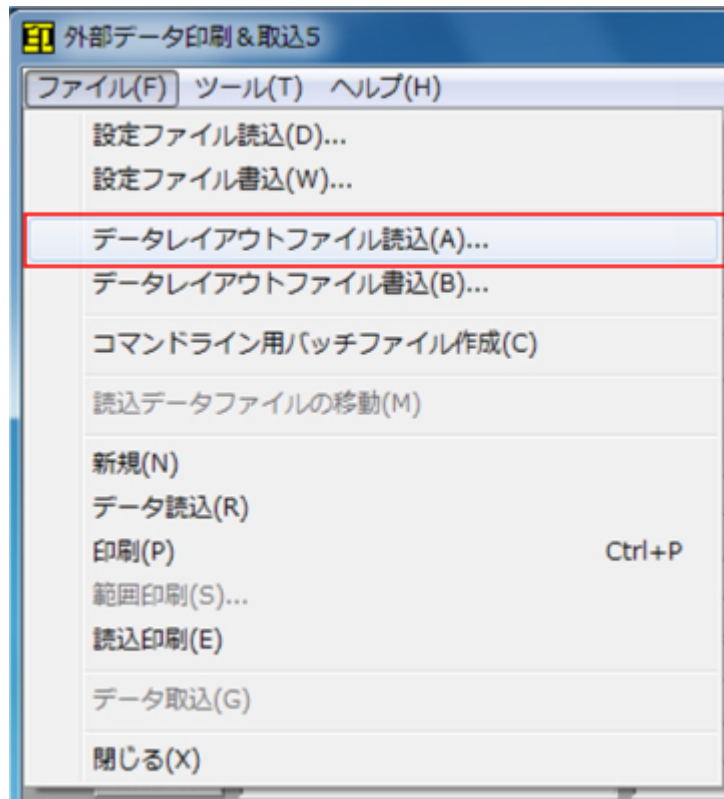 印 外部データ印刷&取込5
ファイル(F) ツール(T) ヘルプ(H)
設定ファイル読込(D)...
設定ファイル書込(W)...
データレイアウトファイル読込(A)...
データレイアウトファイル書込(B)...
コマンドライン用バッチファイル作成(C)
読込データファイルの移動(M)
新規(N)
データ読込(R)
印刷(P) Ctrl+P
範囲印刷(S)...
読込印刷(E)
データ取込(G)
閉じる(X)